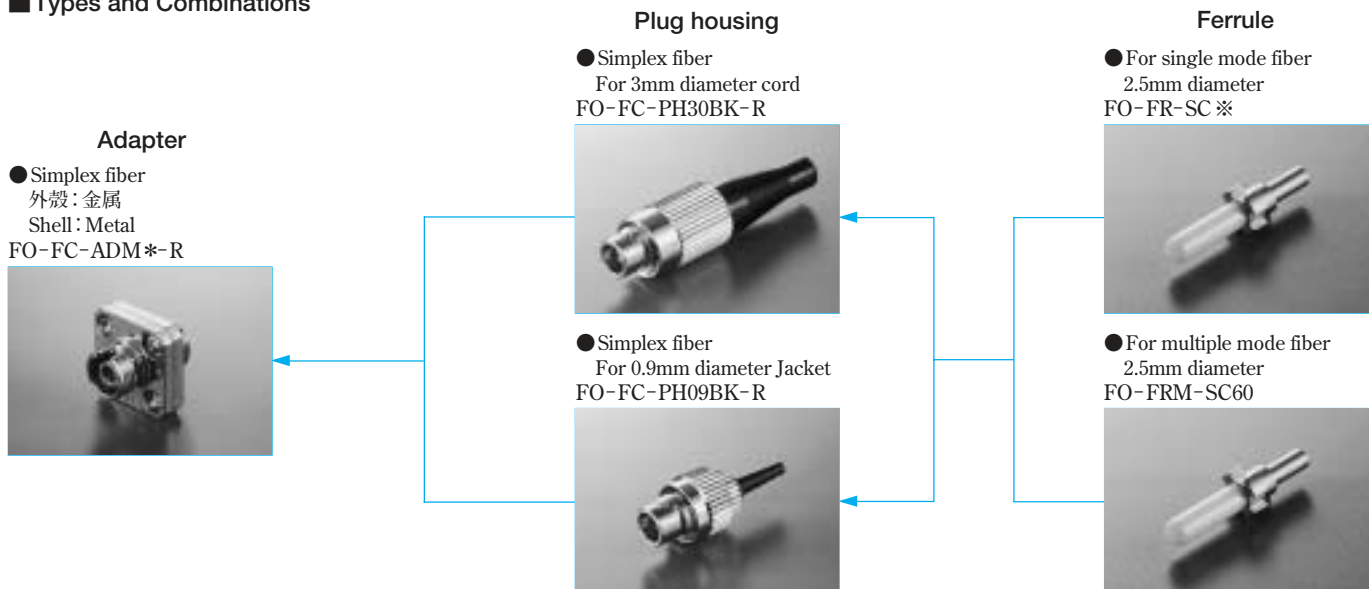 ■Types and Combinations
Adapter
●Simplex fiber
外殻：金属
Shell：Metal
FO-FC-ADM＊-R
Plug housing
●Simplex fiber
For 3mm diameter cord
FO-FC-PH30BK-R
●Simplex fiber
For 0.9mm diameter Jacket
FO-FC-PH09BK-R
Ferrule
●For single mode fiber
2.5mm diameter
FO-FR-SC※
●For multiple mode fiber
2.5mm diameter
FO-FRM-SC60